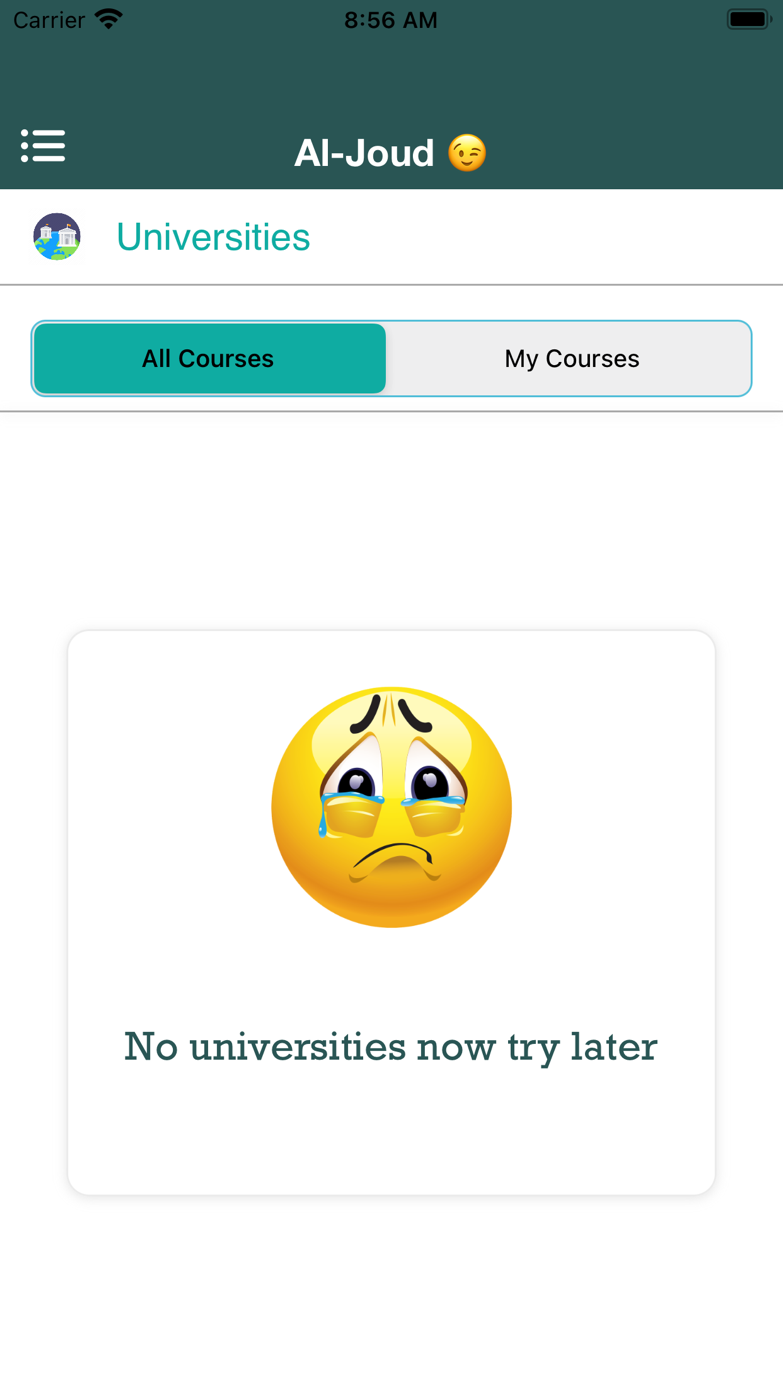 Carrier 8:56 AM
Al-Joud 😉
Universities
All Courses My Courses
No universities now try later